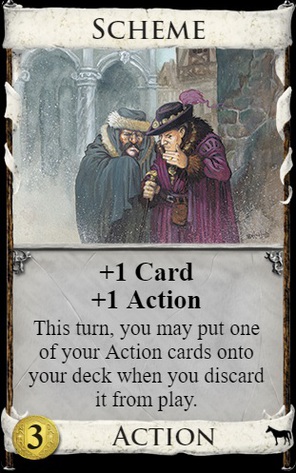 SCHEME
+1 Card
+1 Action
This turn, you may put one
of your Action cards onto
your deck when you discard
it from play.
3 ACTION